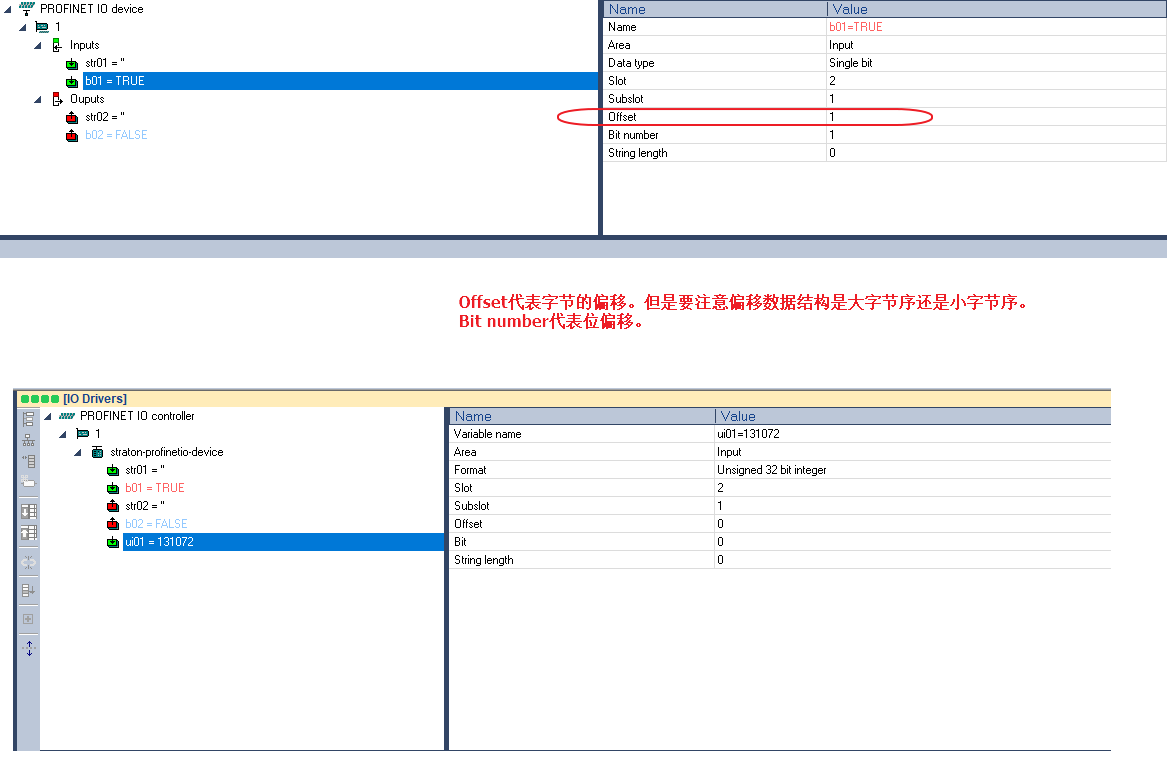 PROFINET IO device
1
Inputs
str01 = ''
b01 = TRUE
Ouputs
str02 = ''
b02 = FALSE
Name Value
Name b01=TRUE
Area Input
Data type Single bit
Slot 2
Subslot 1
Offset 1
Bit number 1
String length 0
Offset代表字节的偏移。但是要注意偏移数据结构是大字节序还是小字节序。
Bit number代表位偏移。
[IO Drivers]
PROFINET IO controller
1
straton-profinetio-device
str01 = ''
b01 = TRUE
str02 = ''
b02 = FALSE
ui01 = 131072
Name Value
Variable name ui01=131072
Area Input
Format Unsigned 32 bit integer
Slot 2
Subslot 1
Offset 0
Bit 0
String length 0